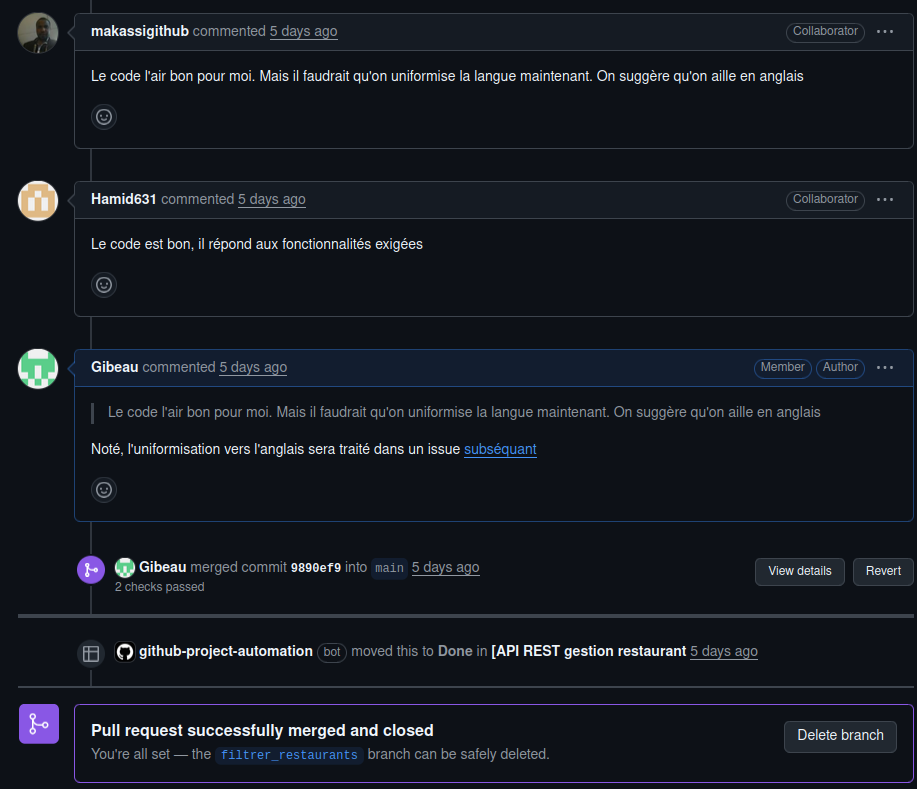 makassigithub commented 5 days ago Collaborator
Le code l'air bon pour moi. Mais il faudrait qu'on uniformise la langue maintenant. On suggère qu'on aille en anglais
Hamid631 commented 5 days ago Collaborator
Le code est bon, il répond aux fonctionnalités exigées
Gibeau commented 5 days ago Member Author
Le code l'air bon pour moi. Mais il faudrait qu'on uniformise la langue maintenant. On suggère qu'on aille en anglais
Noté, l'uniformisation vers l'anglais sera traité dans un issue subséquant
Gibeau merged commit 9890ef9 into main 5 days ago View details Revert
2 checks passed
github-project-automation bot moved this to Done in [API REST gestion restaurant 5 days ago
Pull request successfully merged and closed
You're all set — the filtrer_restaurants branch can be safely deleted.
Delete branch